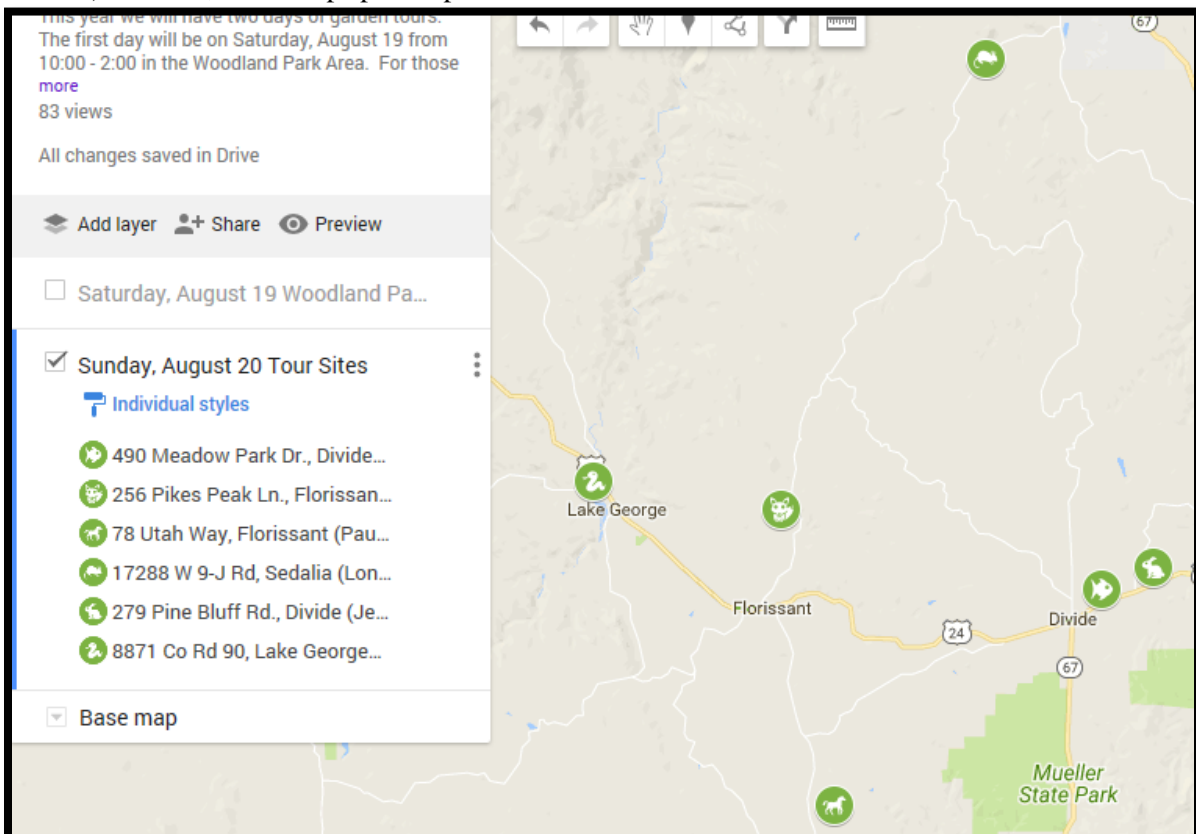 This year we will have two days of garden tours.
The first day will be on Saturday, August 19 from
10:00 - 2:00 in the Woodland Park Area. For those
more
83 views
All changes saved in Drive
Add layer Share Preview
Saturday, August 19 Woodland Pa...
Sunday, August 20 Tour Sites
Individual styles
490 Meadow Park Dr., Divide...
256 Pikes Peak Ln., Florissan...
78 Utah Way, Florissant (Pau...
17288 W 9-J Rd, Sedalia (Lon...
279 Pine Bluff Rd., Divide (Je...
8871 Co Rd 90, Lake George...
Base map
67
Lake George
Florissant
24
Divide
67
Mueller
State Park